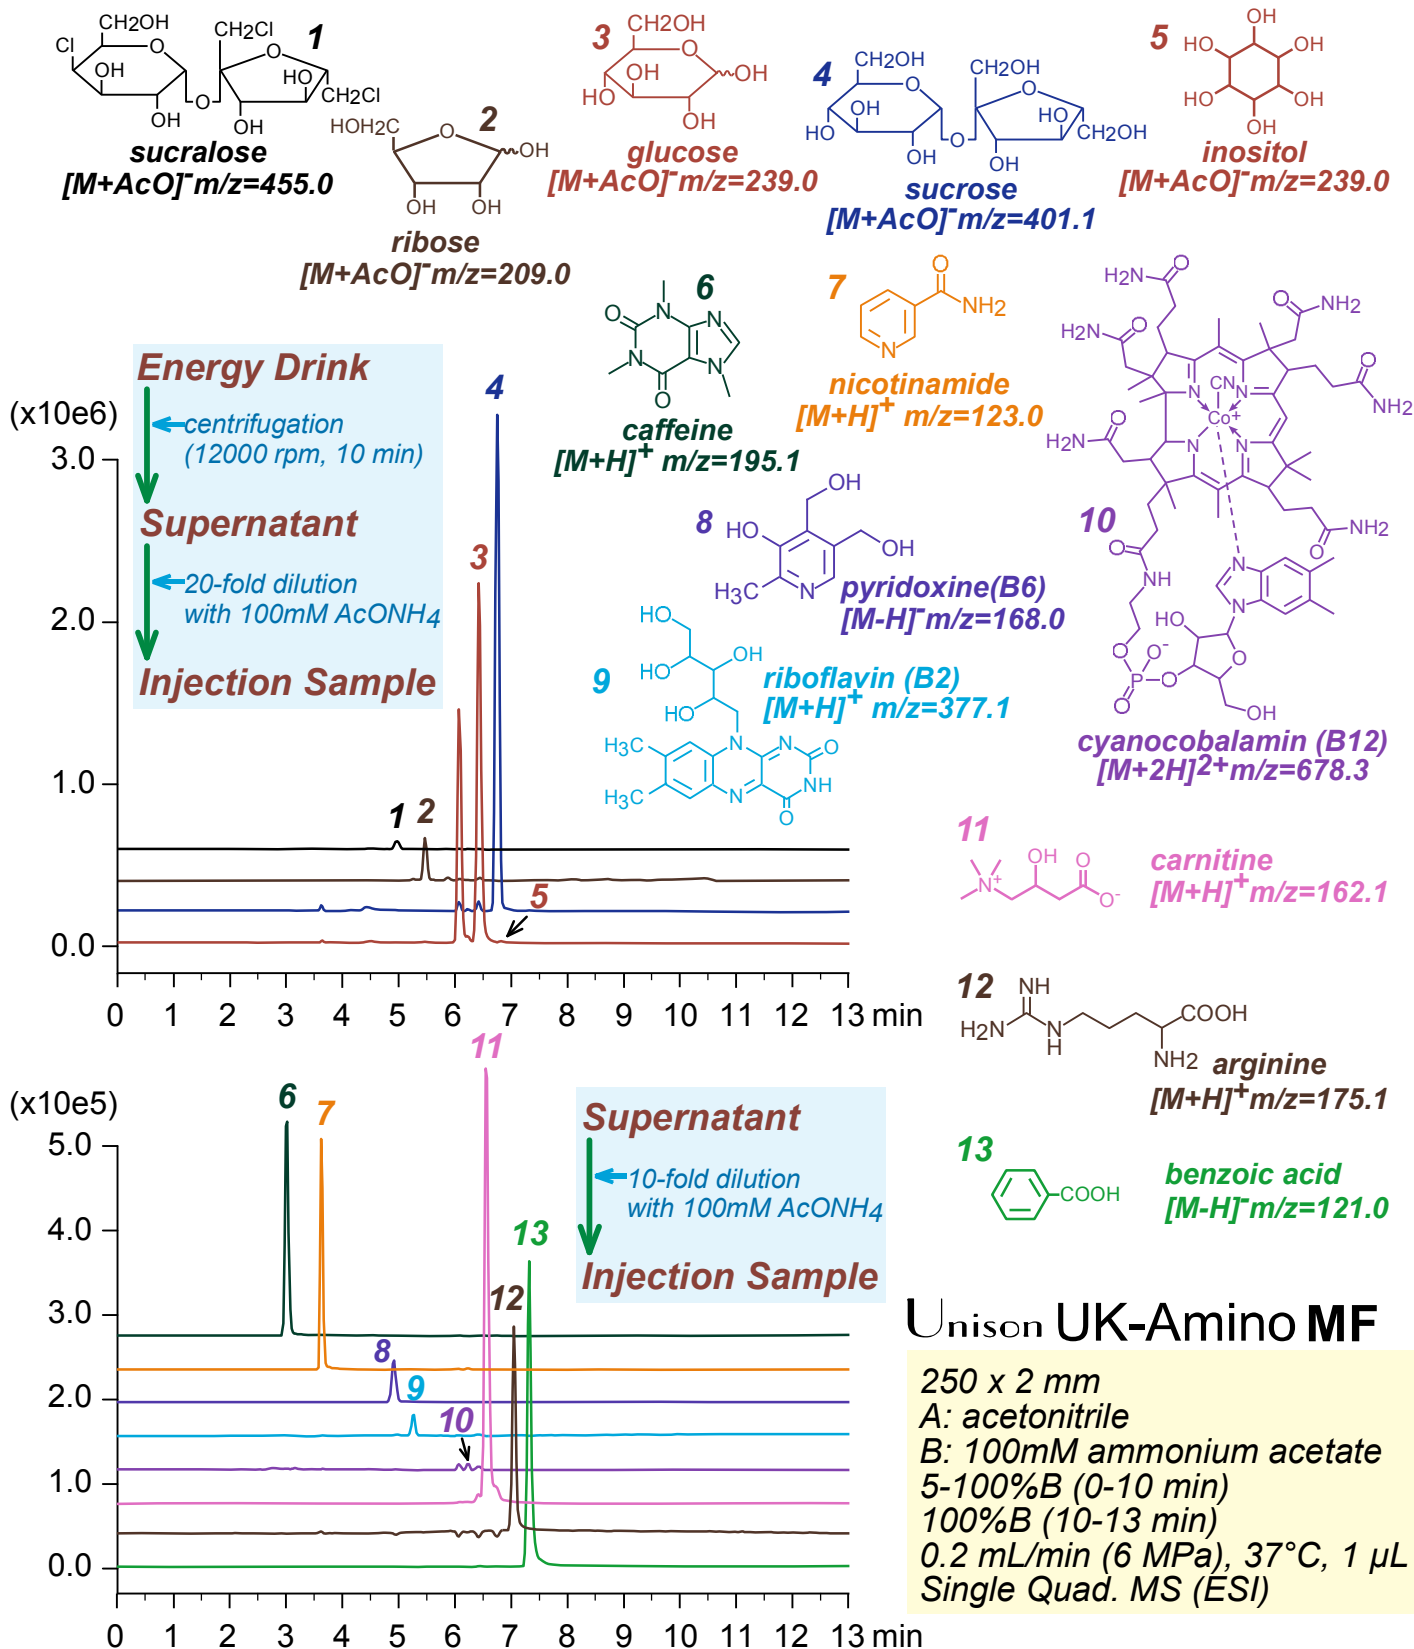 CH2OH
Cl
O
CH2Cl
1
OH
OH
O
O
HO
CH2Cl
OH
OH
sucralose
[M+AcO]-m/z=455.0
HOH2C
O
2
OH
OH
OH
ribose
[M+AcO]-m/z=209.0
3
CH2OH
O
OH
OH
HO
OH
glucose
[M+AcO]-m/z=239.0
4
CH2OH
CH2OH
O
O
OH
HO
HO
O
CH2OH
OH
OH
sucrose
[M+AcO]-m/z=401.1
5
OH
HO
OH
HO
OH
OH
inositol
[M+AcO]-m/z=239.0
6
O
N
N
N
N
O
caffeine
[M+H]+ m/z=195.1
7
O
NH2
N
nicotinamide
[M+H]+ m/z=123.0
8
OH
HO
OH
H3C
N
pyridoxine(B6)
[M-H]-m/z=168.0
9
HO
HO
OH
HO
H3C
N
N
O
H3C
N
NH
O
riboflavin (B2)
[M+H]+ m/z=377.1
10
H2N
O
O
NH2
H2N
O
O
NH2
CN
N
N
Co+
N
N
H2N
O
O
NH2
O
NH
N
N
HO
O
O-
O
P
O
O
OH
cyanocobalamin (B12)
[M+2H]2+m/z=678.3
Energy Drink
centrifugation
(12000 rpm, 10 min)
Supernatant
20-fold dilution
with 100mM AcONH4
Injection Sample
(x10e6)
3.0
2.0
1.0
0.0
1
2
3
4
5
0 1 2 3 4 5 6 7 8 9 10 11 12 13 min
11
OH
O
N+
O-
carnitine
[M+H]+m/z=162.1
12
NH
H2N
N
H
COOH
NH2
arginine
[M+H]+m/z=175.1
13
COOH
benzoic acid
[M-H]-m/z=121.0
(x10e5)
5.0
4.0
3.0
2.0
1.0
0.0
6
7
8
9
10
11
12
13
Supernatant
10-fold dilution
with 100mM AcONH4
Injection Sample
0 1 2 3 4 5 6 7 8 9 10 11 12 13 min
Unison UK-Amino MF
250 x 2 mm
A: acetonitrile
B: 100mM ammonium acetate
5-100%B (0-10 min)
100%B (10-13 min)
0.2 mL/min (6 MPa), 37°C, 1 µL
Single Quad. MS (ESI)